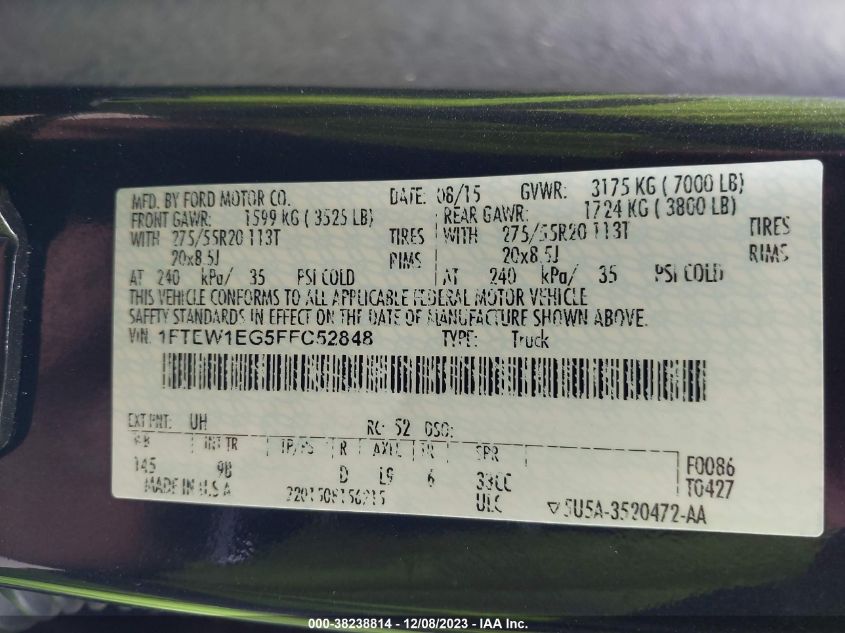 MFD. BY FORD MOTOR CO. DATE: 08/15 GVWR: 3175 KG ( 7000 LB)
FRONT GAWR: 1599 KG ( 3525 LB) REAR GAWR: 1724 KG ( 3800 LB)
WITH 275/55R20 113T TIRES WITH 275/55R20 113T TIRES
20x8.5J RIMS 20x8.5J RIMS
AT 240 kPa/ 35 PSI COLD AT 240 kPa/ 35 PSI COLD
THIS VEHICLE CONFORMS TO ALL APPLICABLE FEDERAL MOTOR VEHICLE
SAFETY STANDARDS IN EFFECT ON THE DATE OF MANUFACTURE SHOWN ABOVE.
VIN: 1FTEW1EG5FFC52848 TYPE: Truck
EXT PNT: UH RC: 52 DSO:
WB INT TR TP/PS R AXLE TR SPR
145 9B D L9 6 33CC F0086
MADE IN U.S.A ULC T0427
▽5U5A-3520472-AA
000-38238814 - 12/08/2023 - IAA Inc.